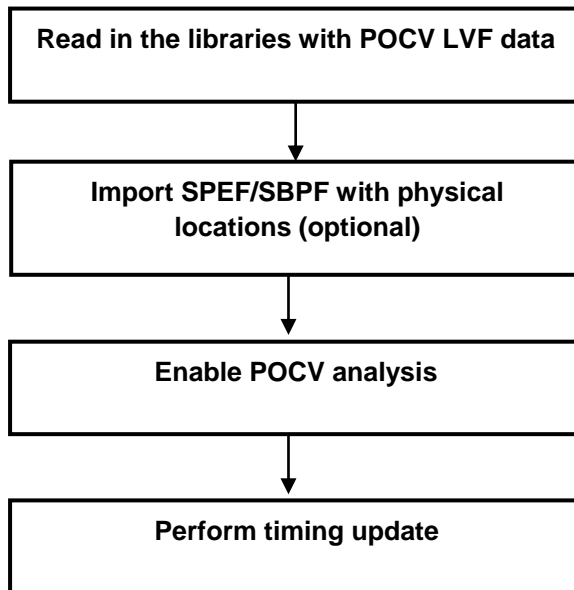 Read in the libraries with POCV LVF data
Import SPEF/SBPF with physical
locations (optional)
Enable POCV analysis
Perform timing update